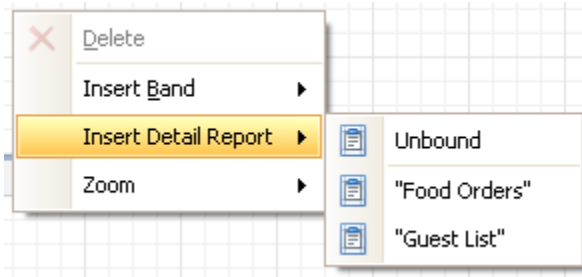 Delete
Insert Band
Insert Detail Report
Zoom
Unbound
"Food Orders"
"Guest List"